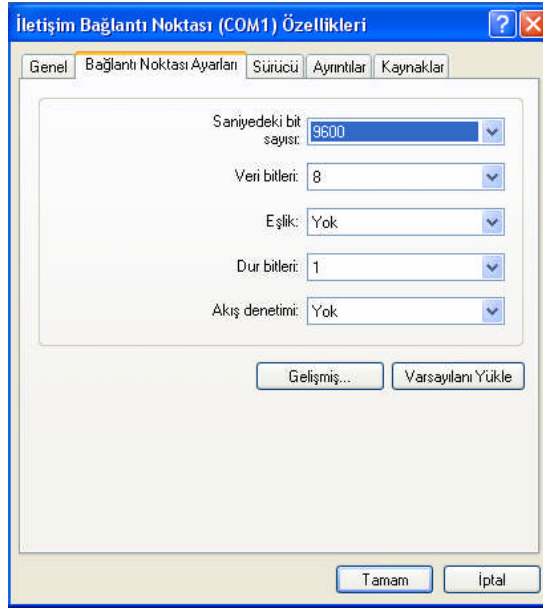 İletişim Bağlantı Noktası (COM1) Özellikleri
Genel Bağlantı Noktası Ayarları Sürücü Ayrıntılar Kaynaklar
Saniyedeki bit
sayısı: 9600
Veri bitleri: 8
Eşlik: Yok
Dur bitleri: 1
Akış denetimi: Yok
Gelişmiş... Varsayılanı Yükle
Tamam İptal